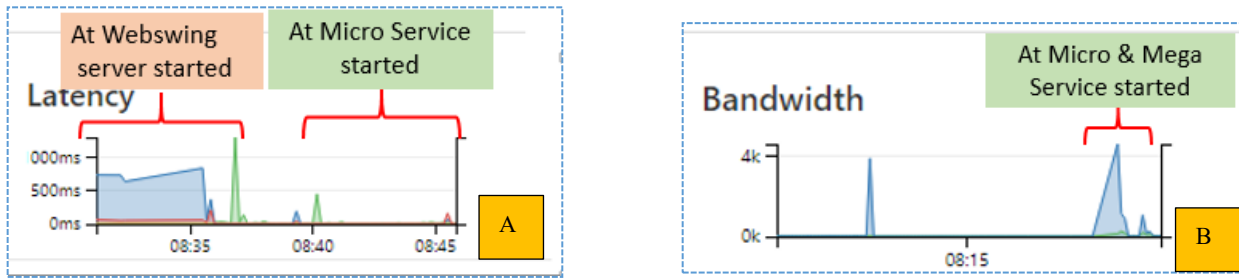 At Webswing
server started
At Micro Service
started
Latency
000ms
500ms
0ms
08:35
08:40
08:45
A
At Micro & Mega
Service started
Bandwidth
4k
0k
08:15
B